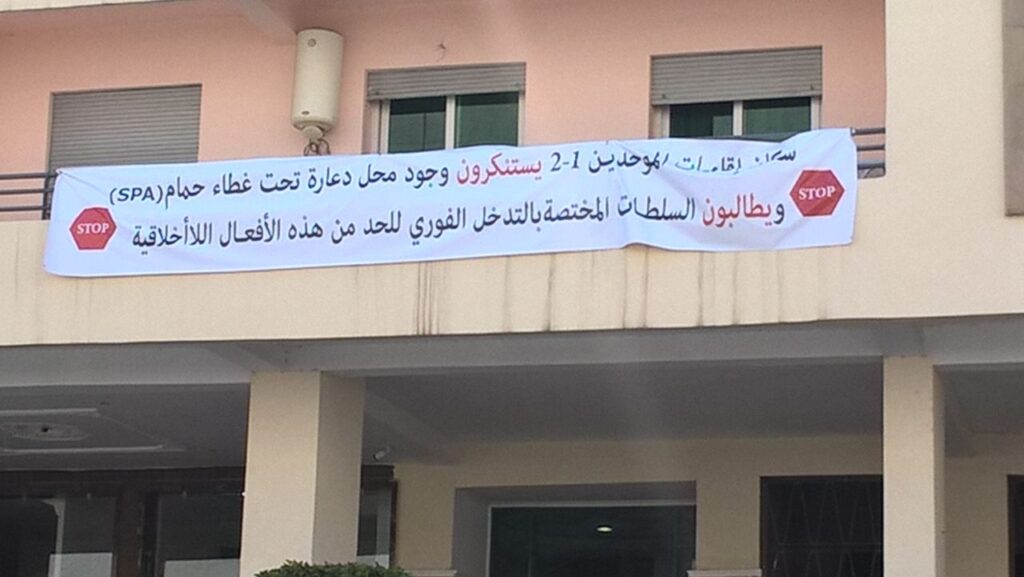 سكان إقامات الموحدين 1-2 يستنكرون وجود محل دعارة تحت غطاء حمام (SPA)
STOP
ويطالبون السلطات المختصة بالتدخل الفوري للحد من هذه الأفعال اللاأخلاقية
STOP